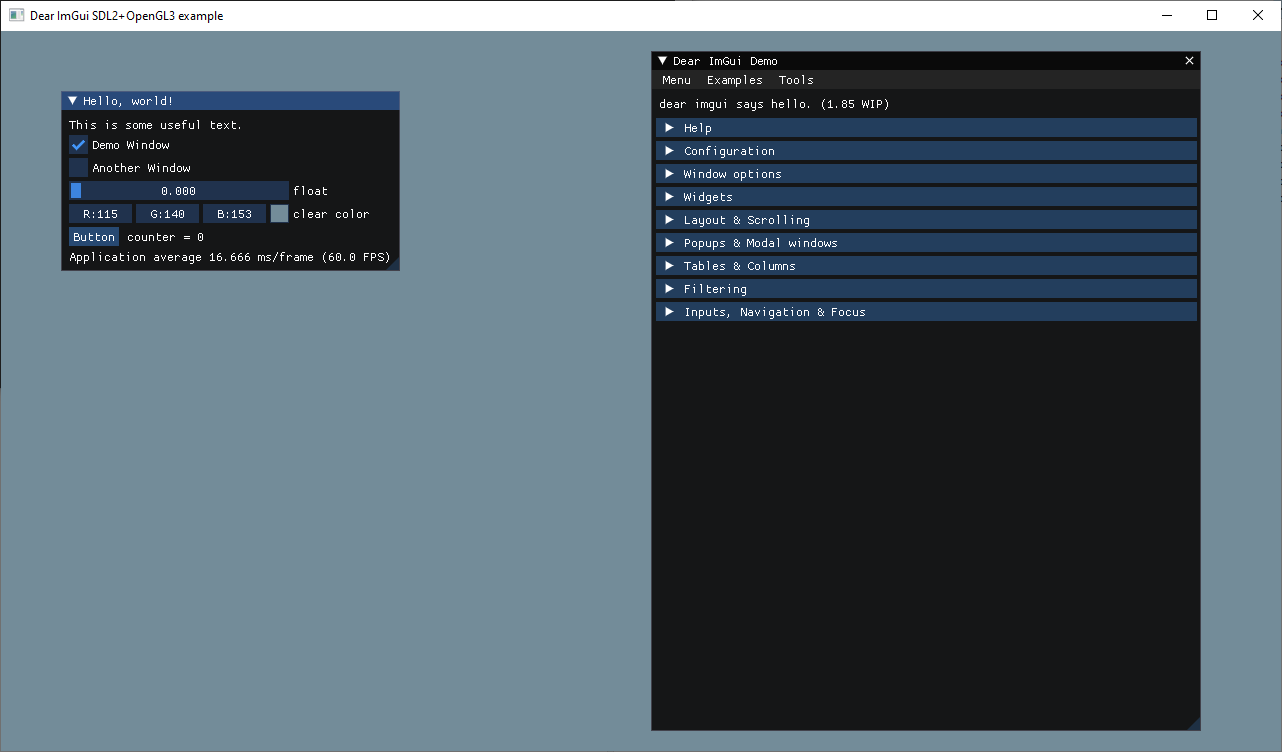 Dear ImGui SDL2+OpenGL3 example
Hello, world!
This is some useful text.
Demo Window
Another Window
0.000 float
R:115 G:140 B:153 clear color
Button counter = 0
Application average 16.666 ms/frame (60.0 FPS)
Dear ImGui Demo
Menu Examples Tools
dear imgui says hello. (1.85 WIP)
Help
Configuration
Window options
Widgets
Layout & Scrolling
Popups & Modal windows
Tables & Columns
Filtering
Inputs, Navigation & Focus